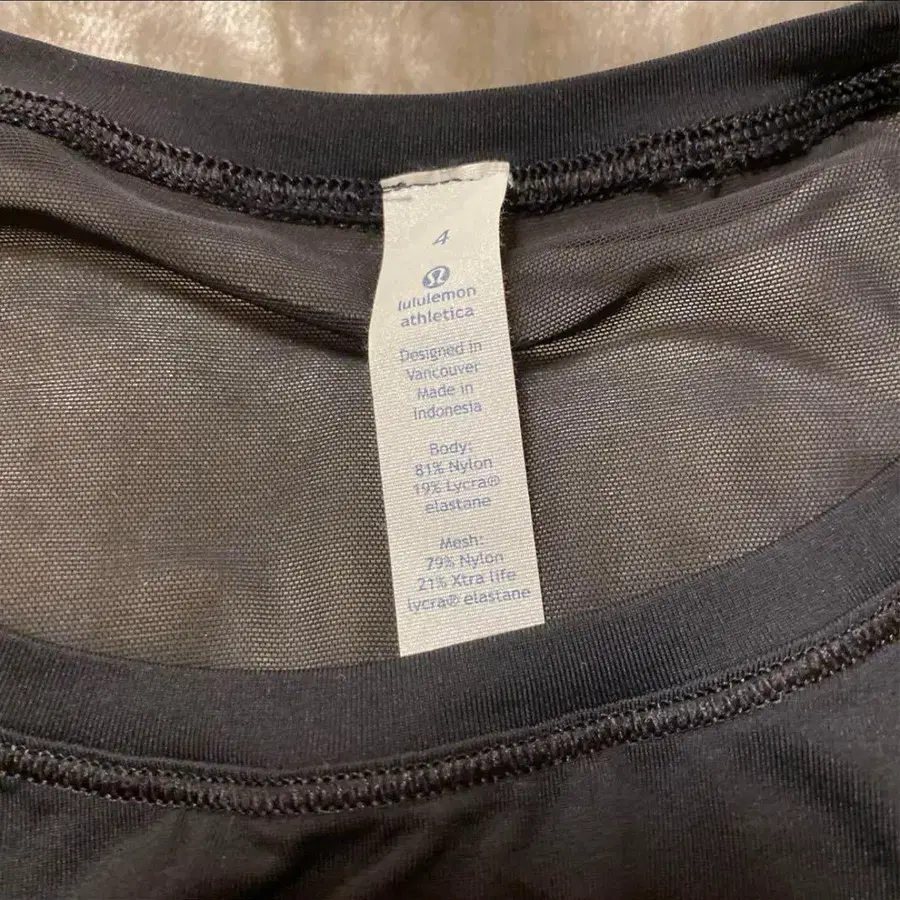 4
lululemon
athletica
Designed in
Vancouver
Made in
Indonesia
Body:
81% Nylon
19% Lycra®
elastane
Mesh:
79% Nylon
21% Xtra life
lycra® elastane